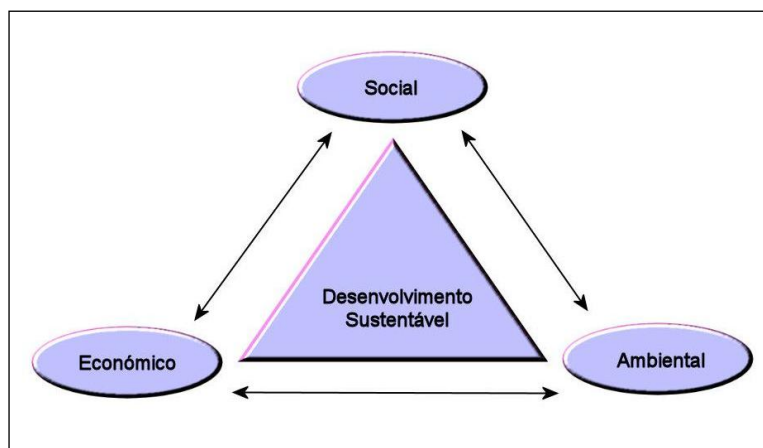 Social
Desenvolvimento
Sustentável
Económico
Ambiental